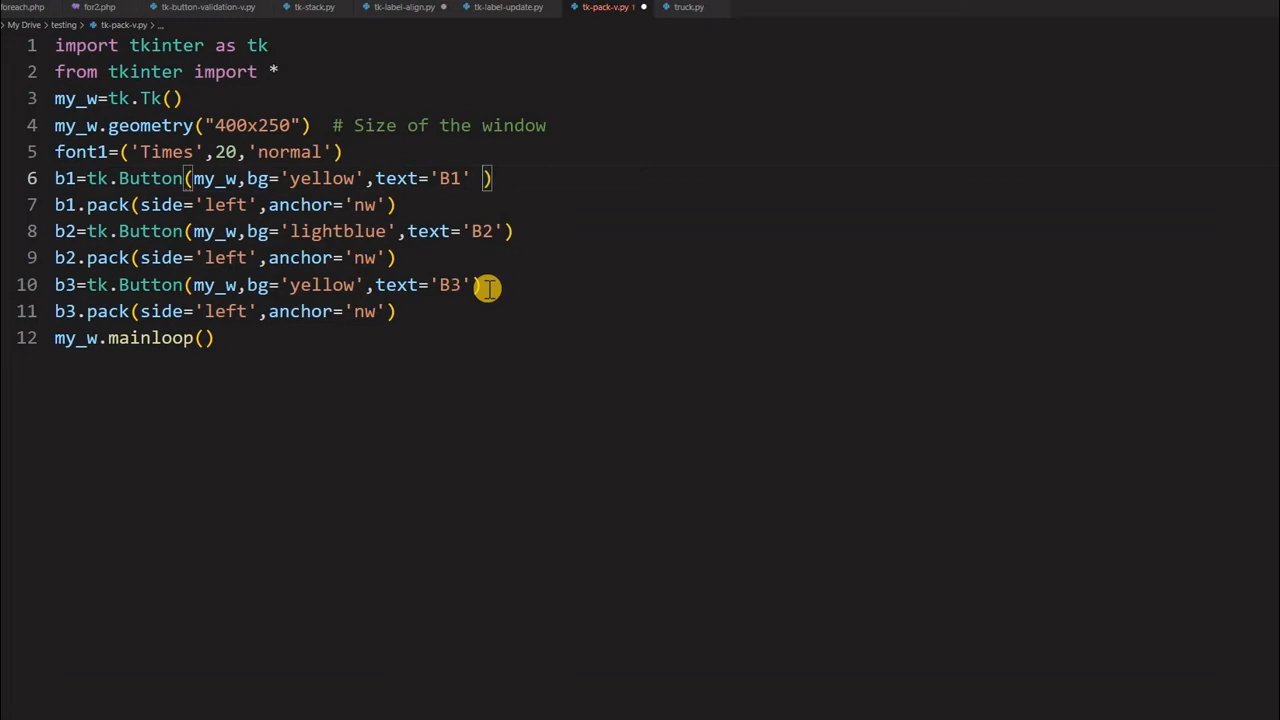 foreach.php for2.php tk-button-validation-v.py tk-stack.py tk-label-align.py tk-label-update.py tk-pack-v.py 1 truck.py
> My Drive > testing > tk-pack-v.py > ...
1 import tkinter as tk
2 from tkinter import *
3 my_w=tk.Tk()
4 my_w.geometry("400x250")  # Size of the window
5 font1=('Times',20,'normal')
6 b1=tk.Button(my_w,bg='yellow',text='B1' )
7 b1.pack(side='left',anchor='nw')
8 b2=tk.Button(my_w,bg='lightblue',text='B2')
9 b2.pack(side='left',anchor='nw')
10 b3=tk.Button(my_w,bg='yellow',text='B3')
11 b3.pack(side='left',anchor='nw')
12 my_w.mainloop()